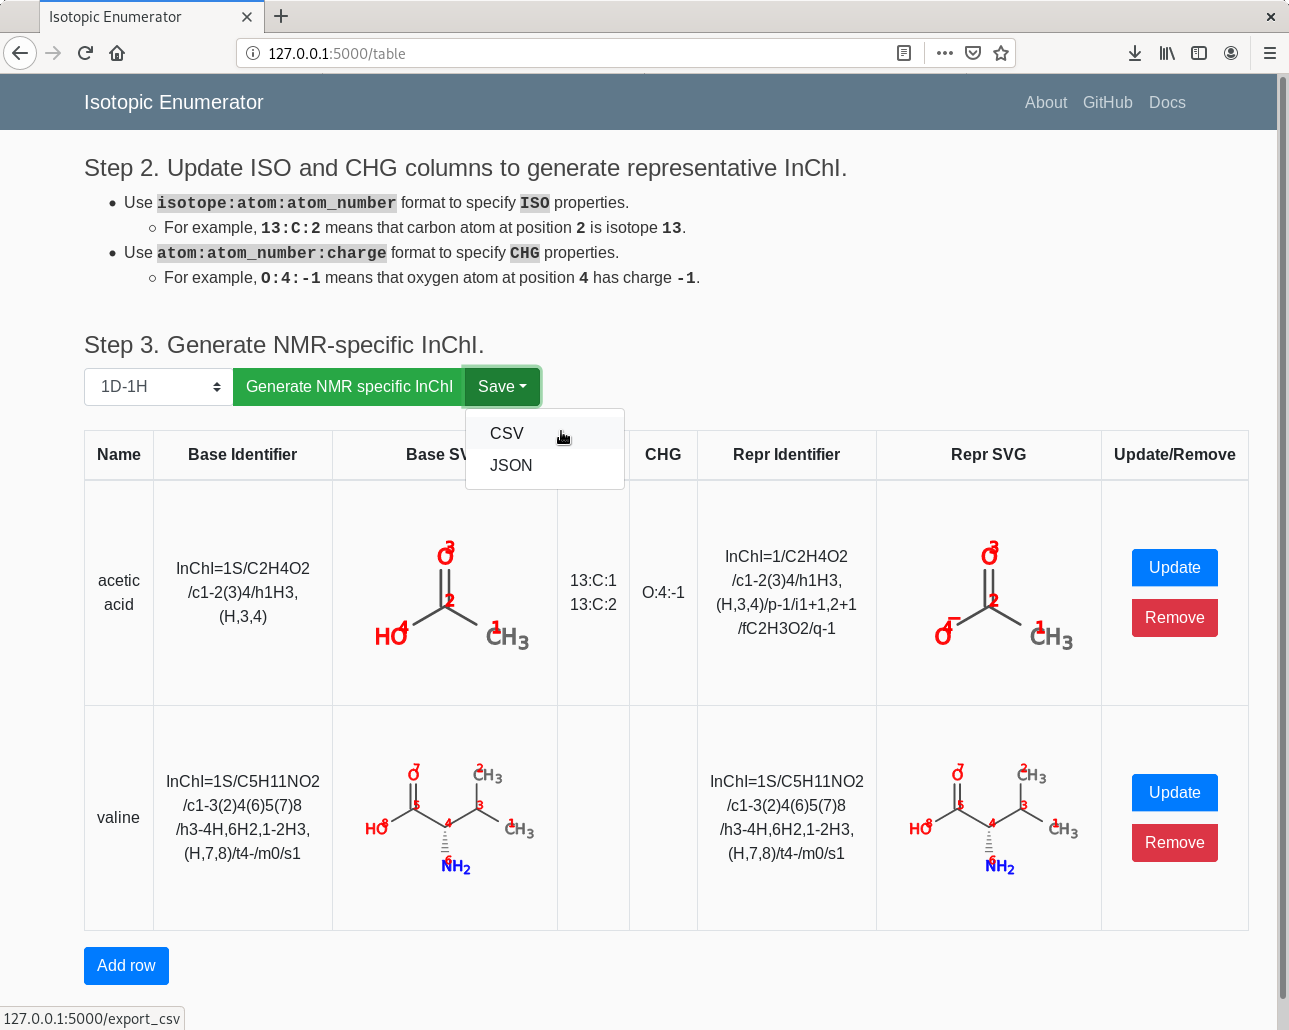 Isotopic Enumerator
127.0.0.1:5000/table
Isotopic Enumerator
About GitHub Docs
Step 2. Update ISO and CHG columns to generate representative InChI.
Use isotope:atom:atom_number format to specify ISO properties.
For example, 13:C:2 means that carbon atom at position 2 is isotope 13.
Use atom:atom_number:charge format to specify CHG properties.
For example, O:4:-1 means that oxygen atom at position 4 has charge -1.
Step 3. Generate NMR-specific InChI.
1D-1H Generate NMR specific InChI Save
CSV
JSON
Name Base Identifier Base SV CHG Repr Identifier Repr SVG Update/Remove
acetic
acid
InChI=1S/C2H4O2
/c1-2(3)4/h1H3,
(H,3,4)
3
O
2
4
HO
1
CH3
13:C:1
13:C:2
O:4:-1
InChI=1/C2H4O2
/c1-2(3)4/h1H3,
(H,3,4)/p-1/i1+1,2+1
/fC2H3O2/q-1
3
O
2
4
O−
1
CH3
Update
Remove
valine
InChI=1S/C5H11NO2
/c1-3(2)4(6)5(7)8
/h3-4H,6H2,1-2H3,
(H,7,8)/t4-/m0/s1
7
O
2
CH3
5
3
8
HO
4
1
CH3
6
NH2
InChI=1S/C5H11NO2
/c1-3(2)4(6)5(7)8
/h3-4H,6H2,1-2H3,
(H,7,8)/t4-/m0/s1
7
O
2
CH3
5
3
8
HO
4
1
CH3
6
NH2
Update
Remove
Add row
127.0.0.1:5000/export_csv